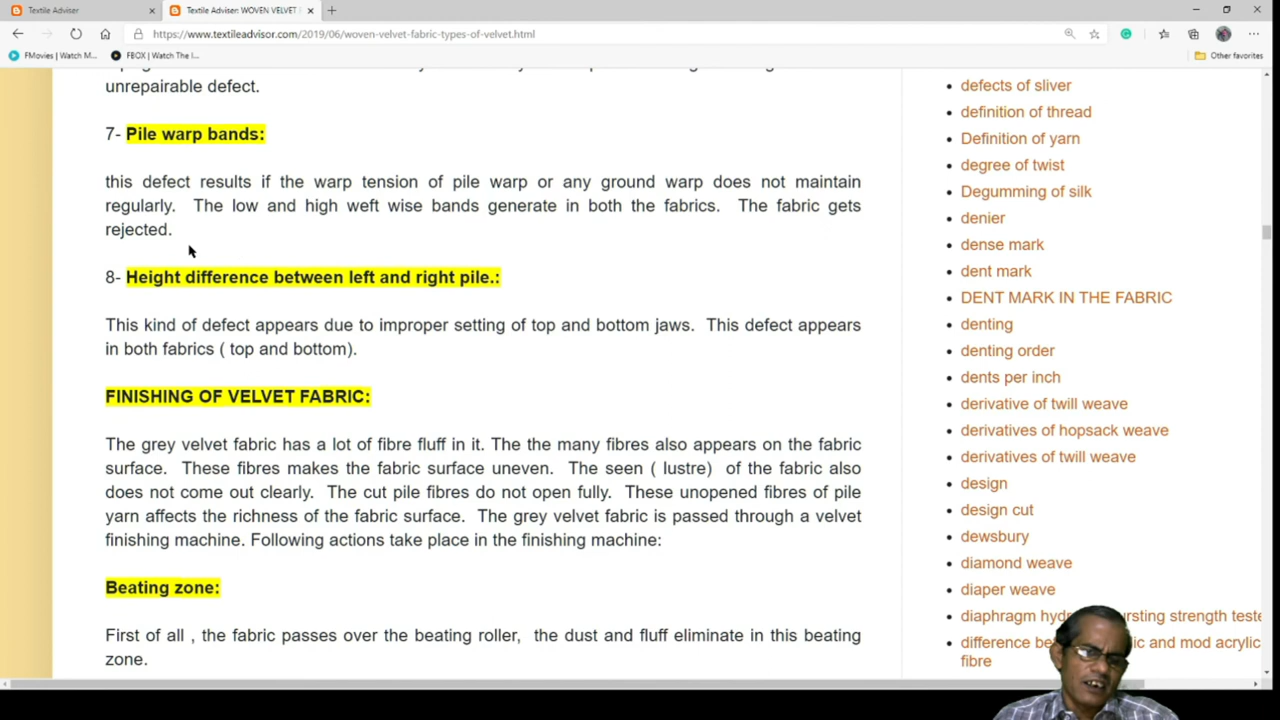 Textile Adviser
Textile Adviser: WOVEN VELVET
https://www.textileadvisor.com/2019/06/woven-velvet-fabric-types-of-velvet.html
FMovies | Watch M...
FBOX | Watch The I...
Other favorites
unrepairable defect.
7- Pile warp bands:
this defect results if the warp tension of pile warp or any ground warp does not maintain
regularly. The low and high weft wise bands generate in both the fabrics. The fabric gets
rejected.
8- Height difference between left and right pile.:
This kind of defect appears due to improper setting of top and bottom jaws. This defect appears
in both fabrics ( top and bottom).
FINISHING OF VELVET FABRIC:
The grey velvet fabric has a lot of fibre fluff in it. The the many fibres also appears on the fabric
surface. These fibres makes the fabric surface uneven. The seen ( lustre) of the fabric also
does not come out clearly. The cut pile fibres do not open fully. These unopened fibres of pile
yarn affects the richness of the fabric surface. The grey velvet fabric is passed through a velvet
finishing machine. Following actions take place in the finishing machine:
Beating zone:
First of all , the fabric passes over the beating roller, the dust and fluff eliminate in this beating
zone.
defects of sliver
definition of thread
Definition of yarn
degree of twist
Degumming of silk
denier
dense mark
dent mark
DENT MARK IN THE FABRIC
denting
denting order
dents per inch
derivative of twill weave
derivatives of hopsack weave
derivatives of twill weave
design
design cut
dewsbury
diamond weave
diaper weave
diaphragm
strength teste
and mod acrylic
fibre